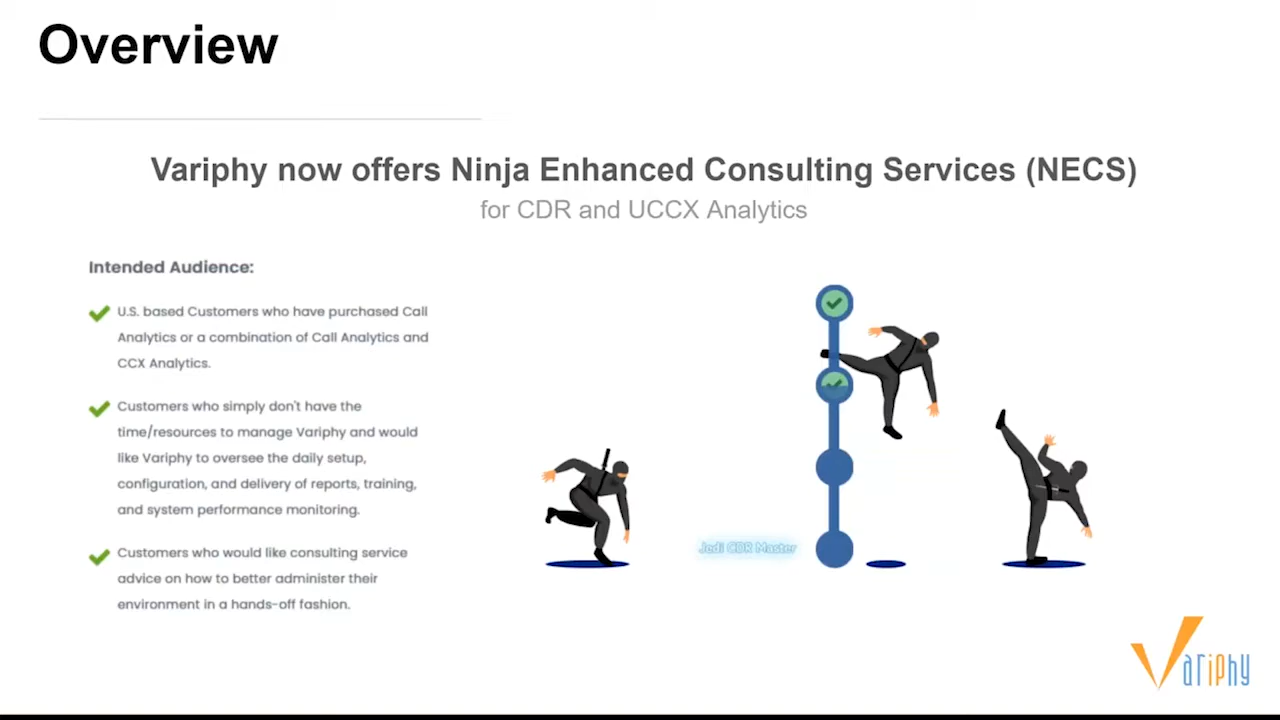 Overview
Variphy now offers Ninja Enhanced Consulting Services (NECS)
for CDR and UCCX Analytics
Intended Audience:
U.S. based Customers who have purchased Call
Analytics or a combination of Call Analytics and
CCX Analytics.
Customers who simply don't have the
time/resources to manage Variphy and would
like Variphy to oversee the daily setup,
configuration, and delivery of reports, training,
and system performance monitoring.
Customers who would like consulting service
advice on how to better administer their
environment in a hands-off fashion.
Jedi CDR Master
Variphy